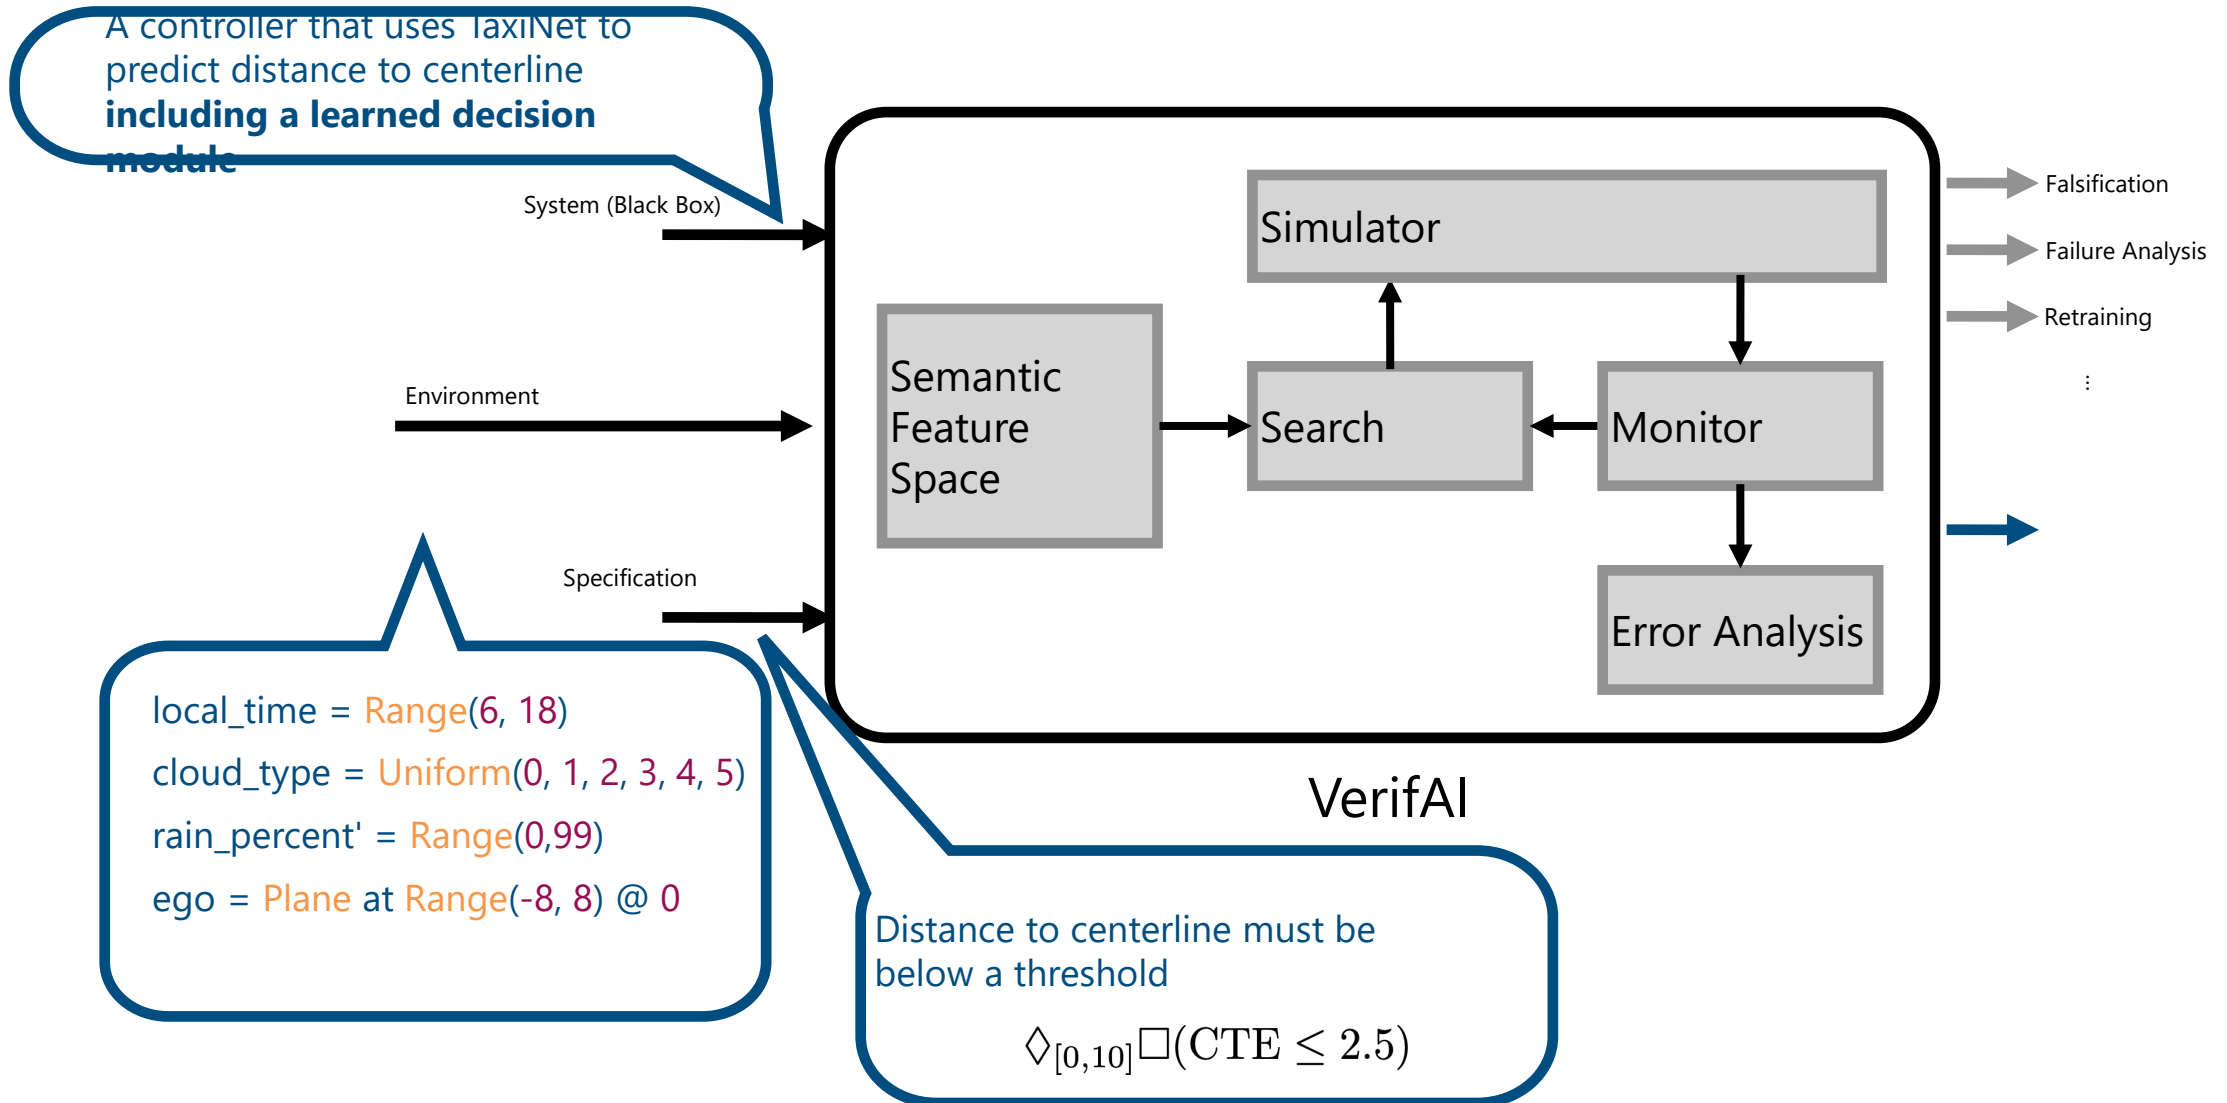 A controller that uses TaxiNet to
predict distance to centerline
including a learned decision
module
System (Black Box)
Environment
Specification
local_time = Range(6, 18)
cloud_type = Uniform(0, 1, 2, 3, 4, 5)
rain_percent' = Range(0,99)
ego = Plane at Range(-8, 8) @ 0
Semantic
Feature
Space
Simulator
Search
Monitor
Error Analysis
VerifAI
Distance to centerline must be
below a threshold
◊[0,10]□(CTE ≤ 2.5)
Falsification
Failure Analysis
Retraining
⋮